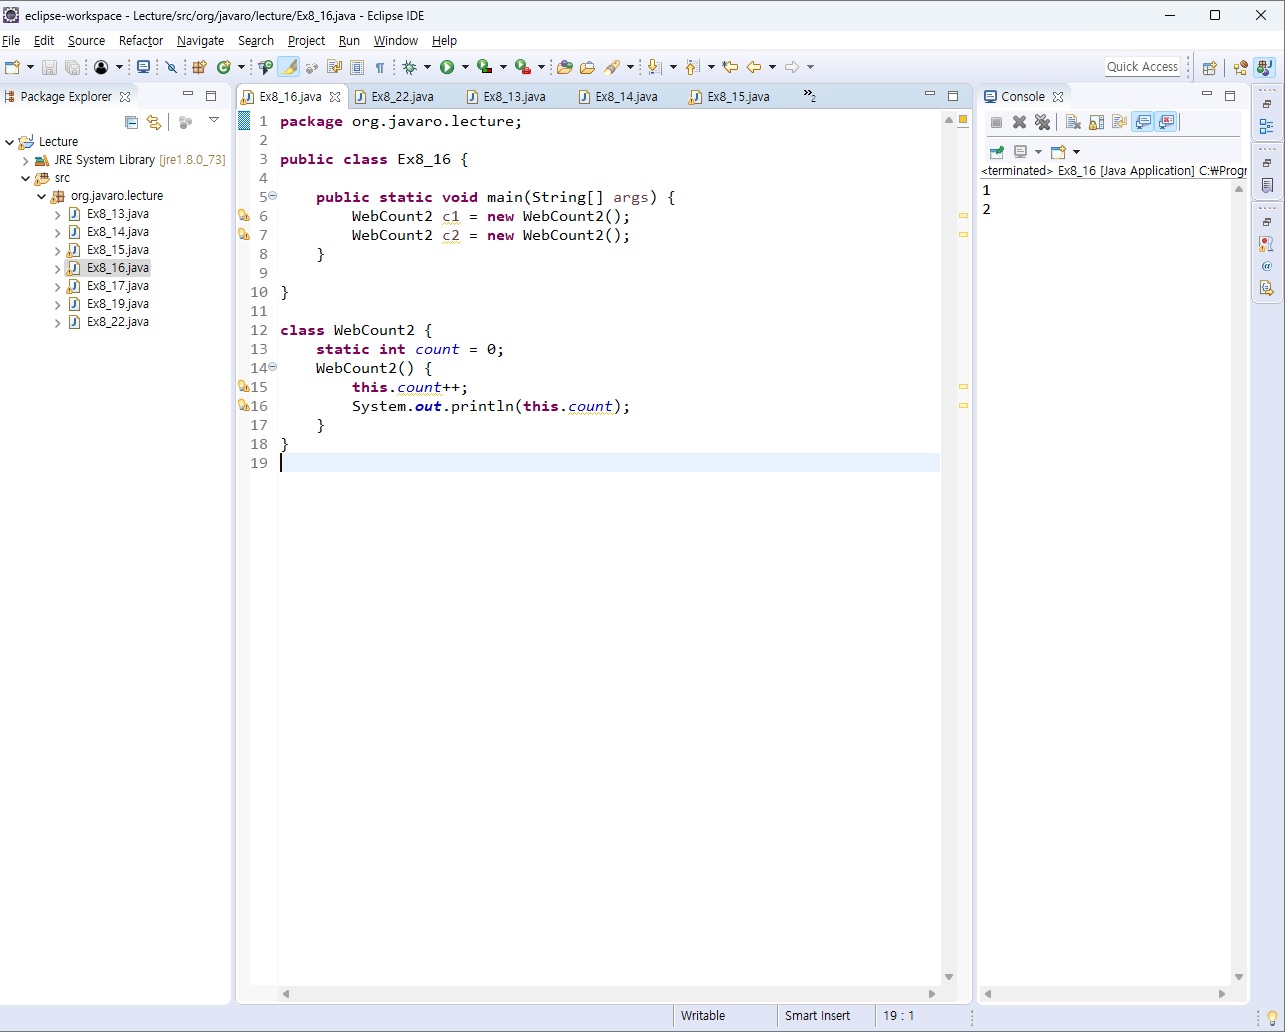 eclipse-workspace - Lecture/src/org/javaro/lecture/Ex8_16.java - Eclipse IDE
File Edit Source Refactor Navigate Search Project Run Window Help
Quick Access
Package Explorer
Lecture
JRE System Library [jre1.8.0_73]
src
org.javaro.lecture
Ex8_13.java
Ex8_14.java
Ex8_15.java
Ex8_16.java
Ex8_17.java
Ex8_19.java
Ex8_22.java
Ex8_16.java Ex8_22.java Ex8_13.java Ex8_14.java Ex8_15.java »2
1 package org.javaro.lecture;
2
3 public class Ex8_16 {
4
5 public static void main(String[] args) {
6 WebCount2 c1 = new WebCount2();
7 WebCount2 c2 = new WebCount2();
8 }
9
10 }
11
12 class WebCount2 {
13 static int count = 0;
14 WebCount2() {
15 this.count++;
16 System.out.println(this.count);
17 }
18 }
19
Console
<terminated> Ex8_16 [Java Application] C:₩Progr
1
2
Writable Smart Insert 19 : 1